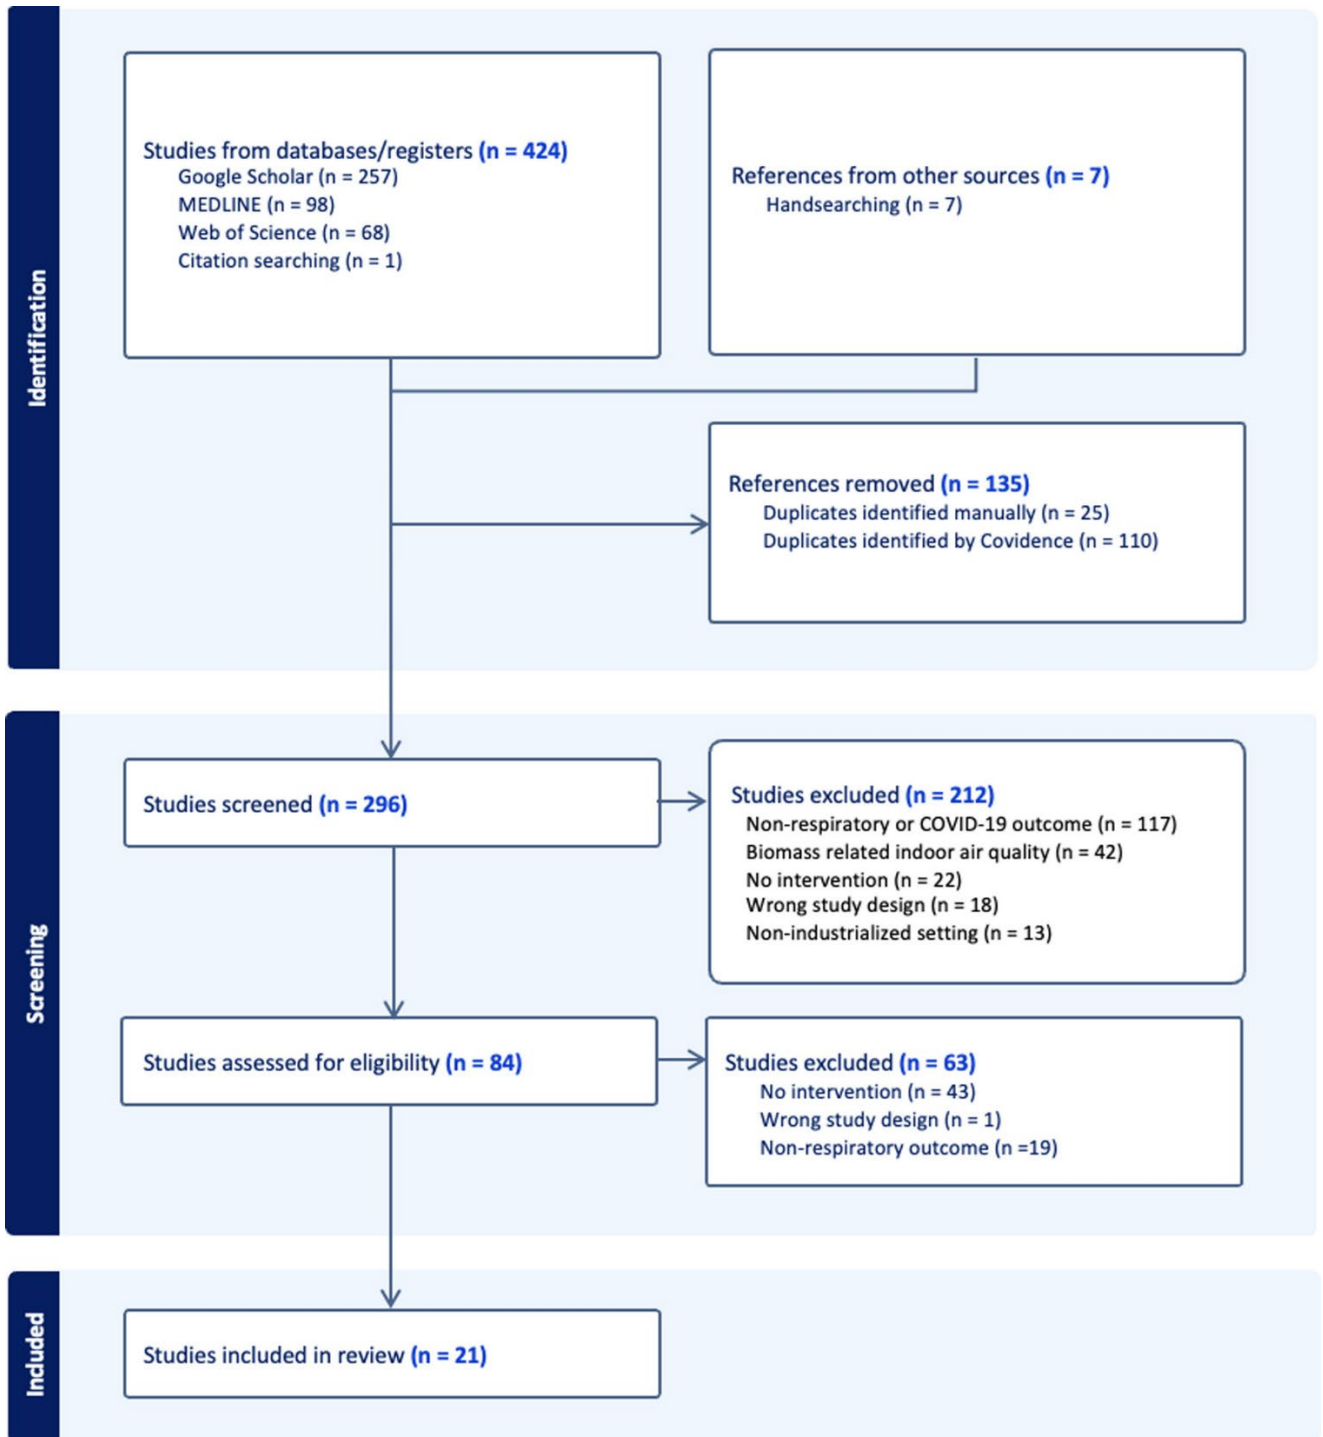 Identification
Studies from databases/registers (n = 424)
Google Scholar (n = 257)
MEDLINE (n = 98)
Web of Science (n = 68)
Citation searching (n = 1)
References from other sources (n = 7)
Handsearching (n = 7)
References removed (n = 135)
Duplicates identified manually (n = 25)
Duplicates identified by Covidence (n = 110)
Screening
Studies screened (n = 296)
Studies excluded (n = 212)
Non-respiratory or COVID-19 outcome (n = 117)
Biomass related indoor air quality (n = 42)
No intervention (n = 22)
Wrong study design (n = 18)
Non-industrialized setting (n = 13)
Studies assessed for eligibility (n = 84)
Studies excluded (n = 63)
No intervention (n = 43)
Wrong study design (n = 1)
Non-respiratory outcome (n =19)
Included
Studies included in review (n = 21)